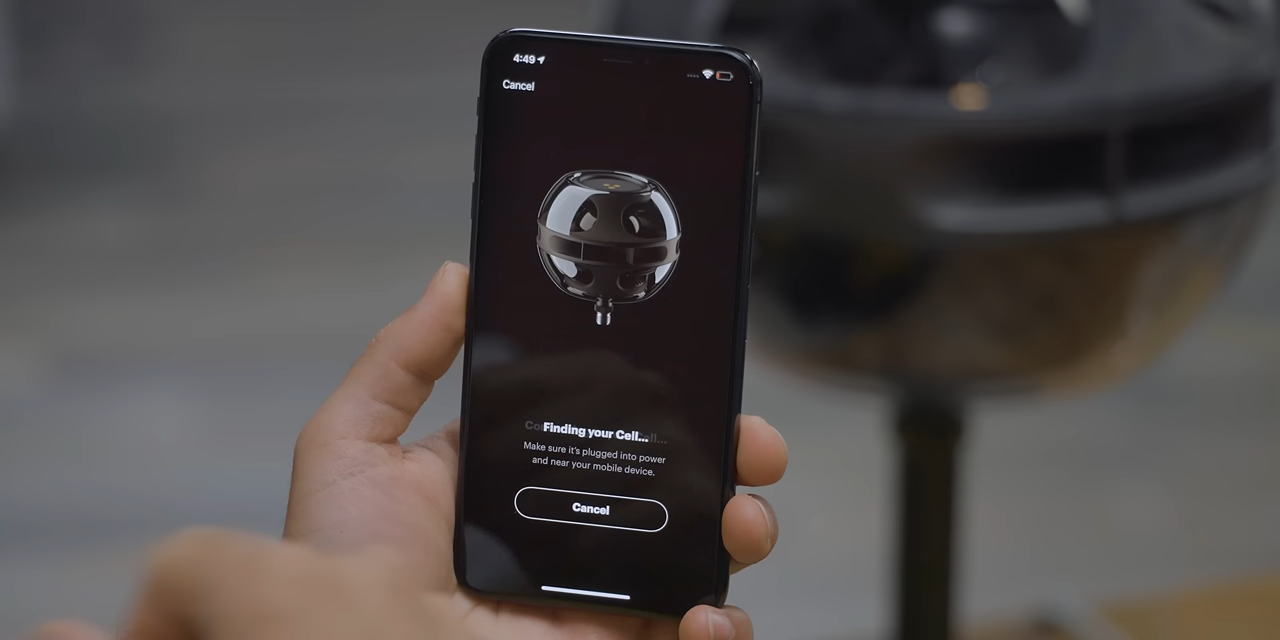 4:49
Cancel
Finding your Cell...
Make sure it's plugged into power
and near your mobile device.
Cancel